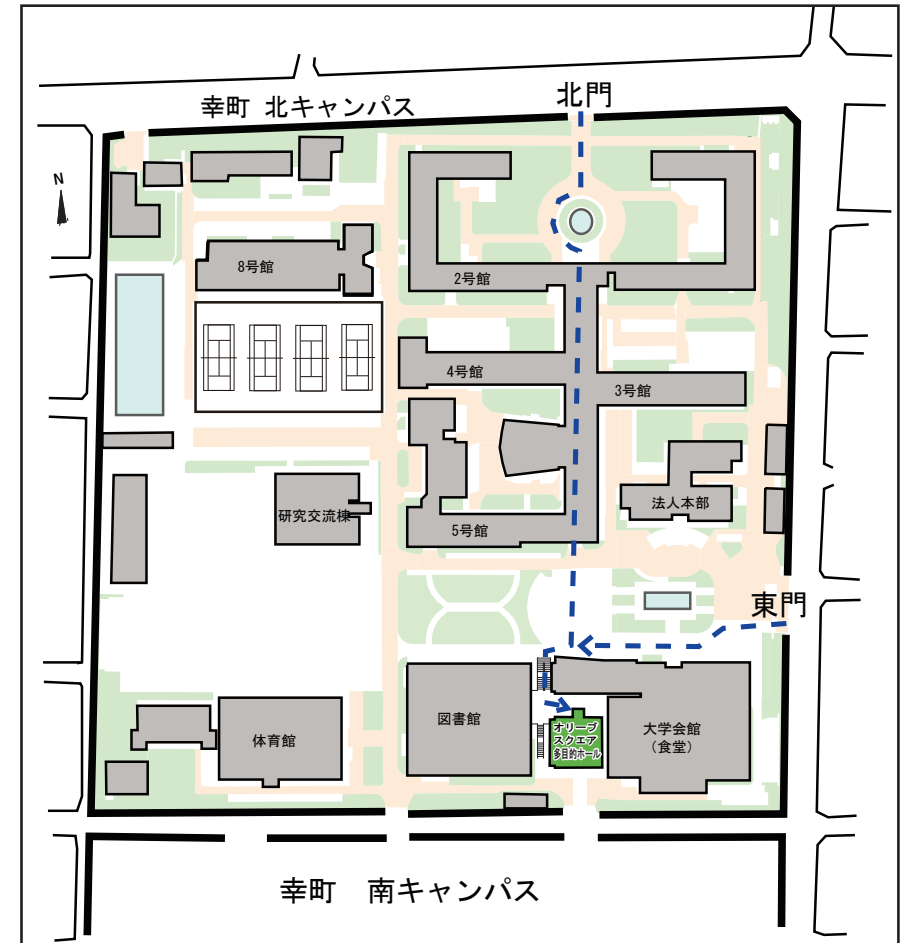 北門
幸町 北キャンパス
N
8号館
2号館
4号館
3号館
法人本部
研究交流棟
5号館
東門
図書館
オリーブ
スクエア
多目的ホール
大学会館
(食堂)
体育館
幸町 南キャンパス